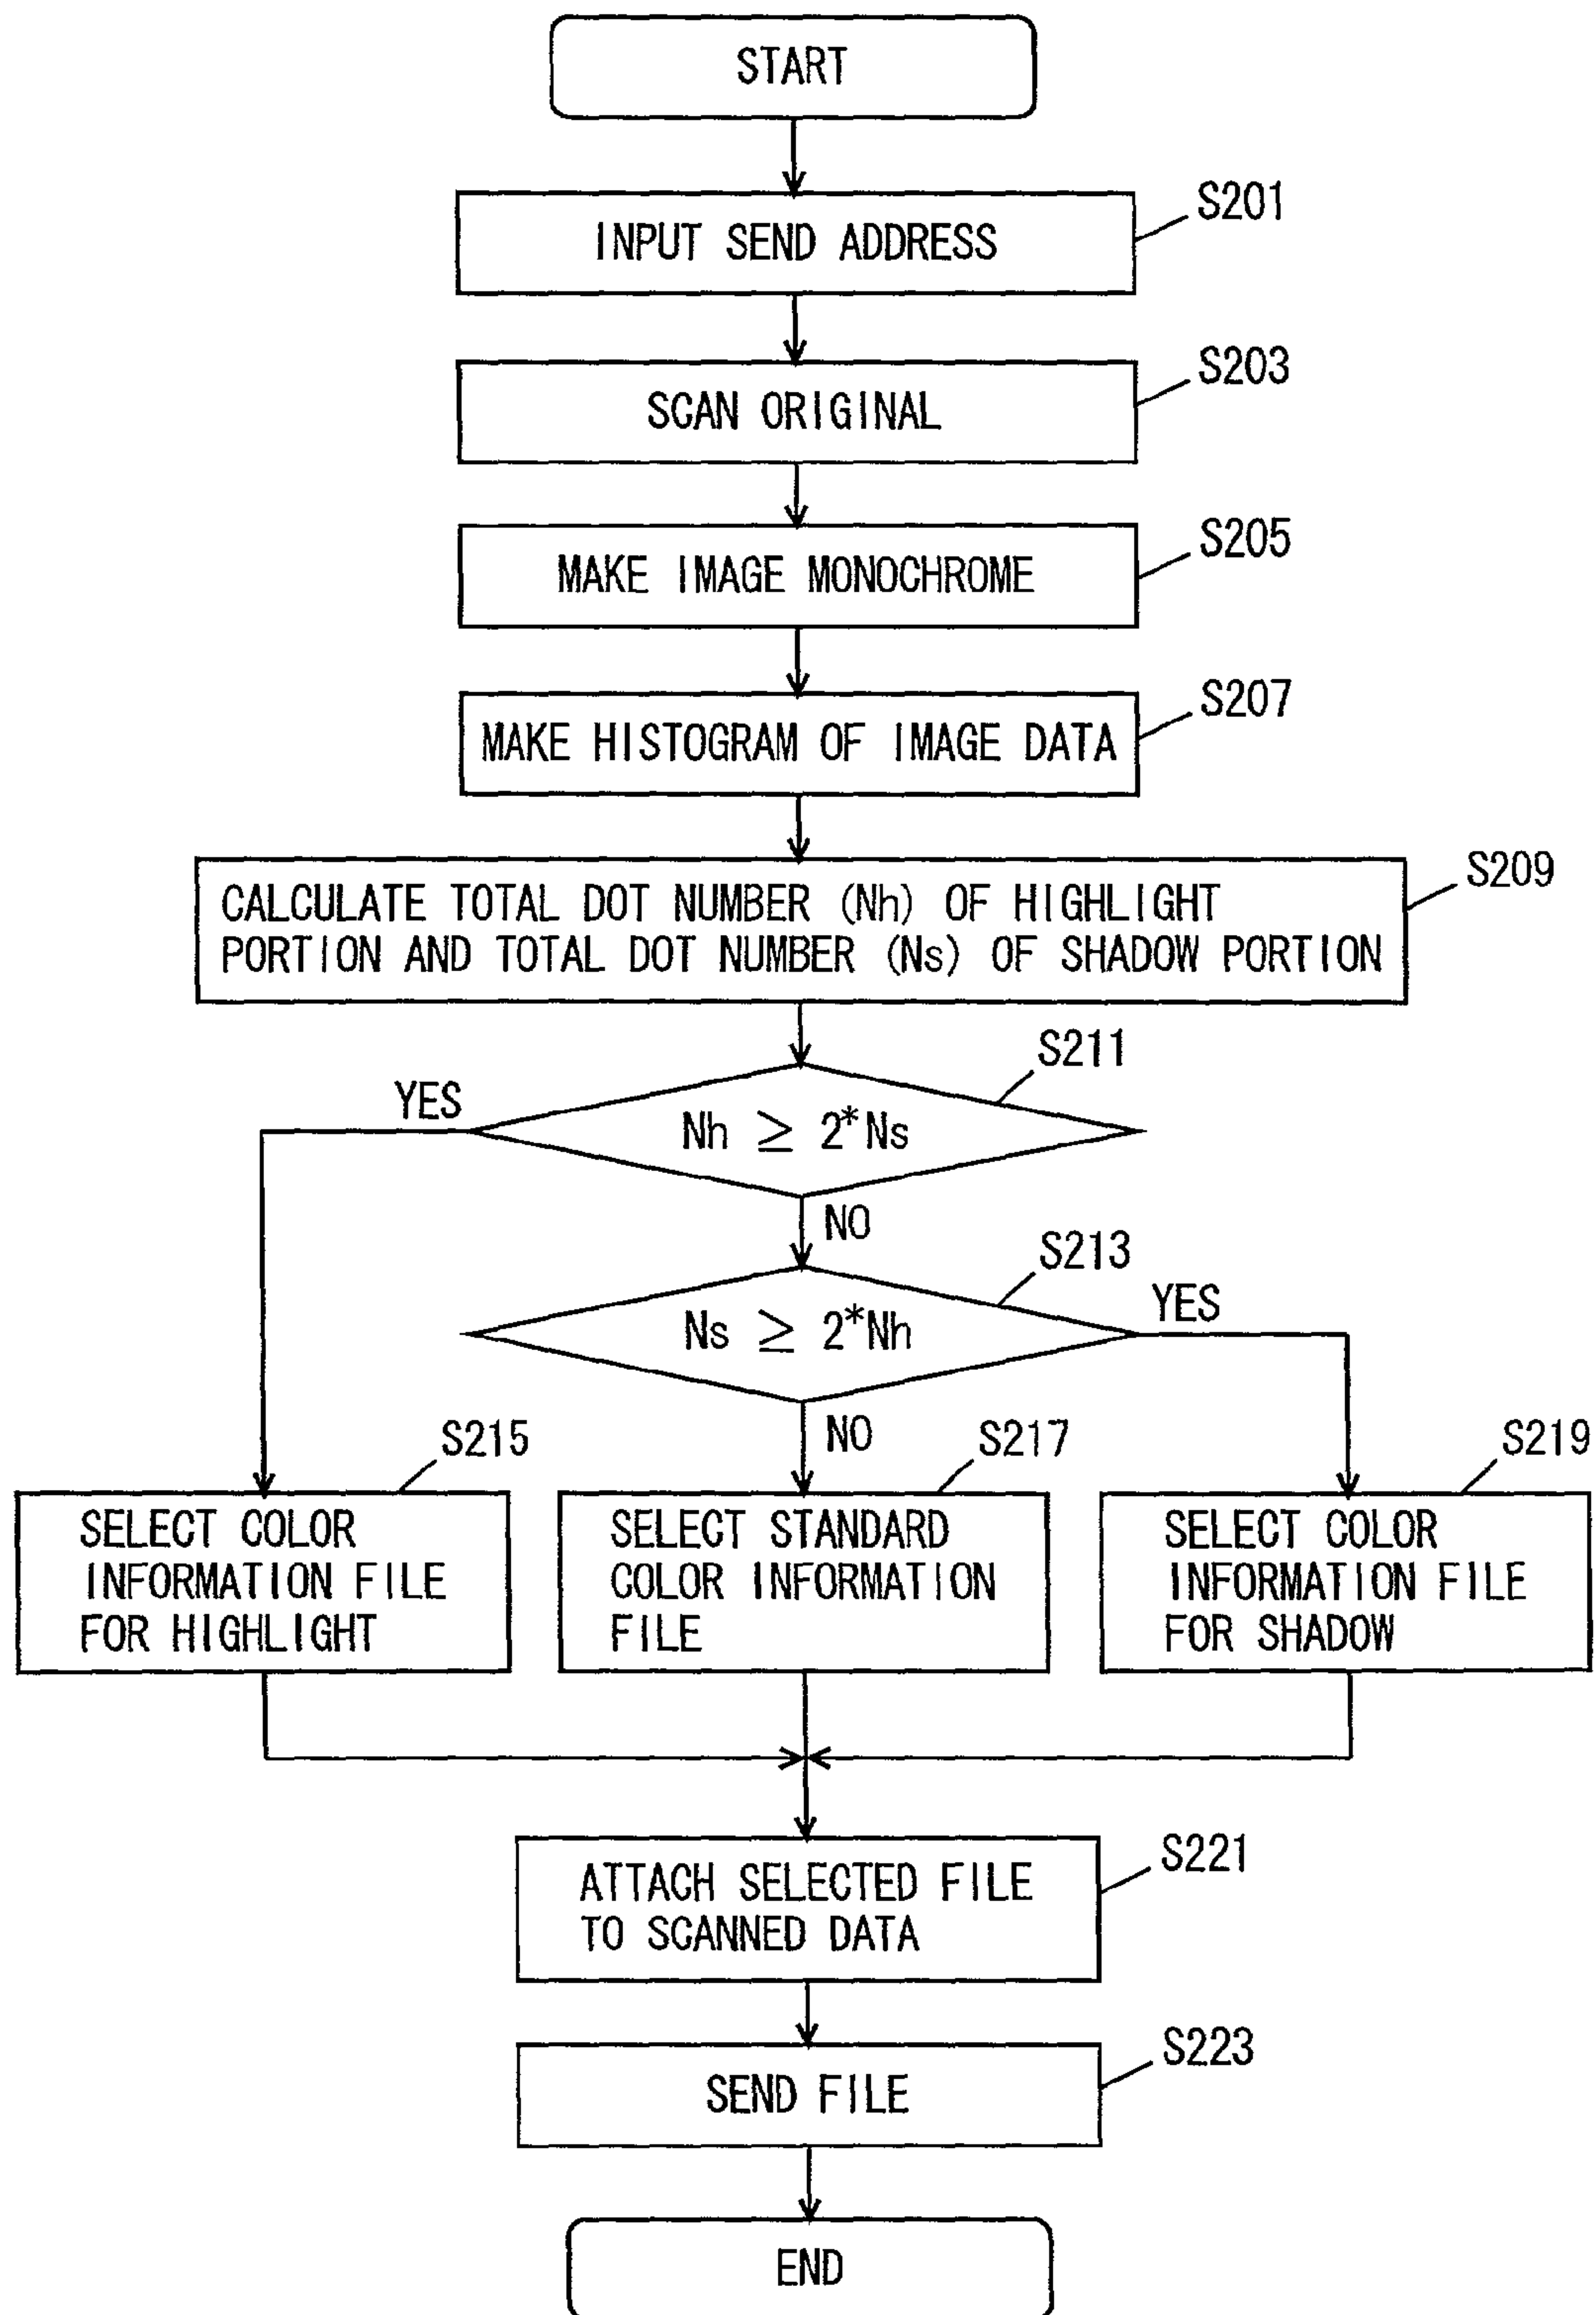 START
S201
INPUT SEND ADDRESS
S203
SCAN ORIGINAL
S205
MAKE IMAGE MONOCHROME
S207
MAKE HISTOGRAM OF IMAGE DATA
S209
CALCULATE TOTAL DOT NUMBER (Nh) OF HIGHLIGHT
PORTION AND TOTAL DOT NUMBER (Ns) OF SHADOW PORTION
S211
YES
Nh ≥ 2*Ns
NO
S213
YES
Ns ≥ 2*Nh
NO
S215
SELECT COLOR
INFORMATION FILE
FOR HIGHLIGHT
S217
SELECT STANDARD
COLOR INFORMATION
FILE
S219
SELECT COLOR
INFORMATION FILE
FOR SHADOW
S221
ATTACH SELECTED FILE
TO SCANNED DATA
S223
SEND FILE
END